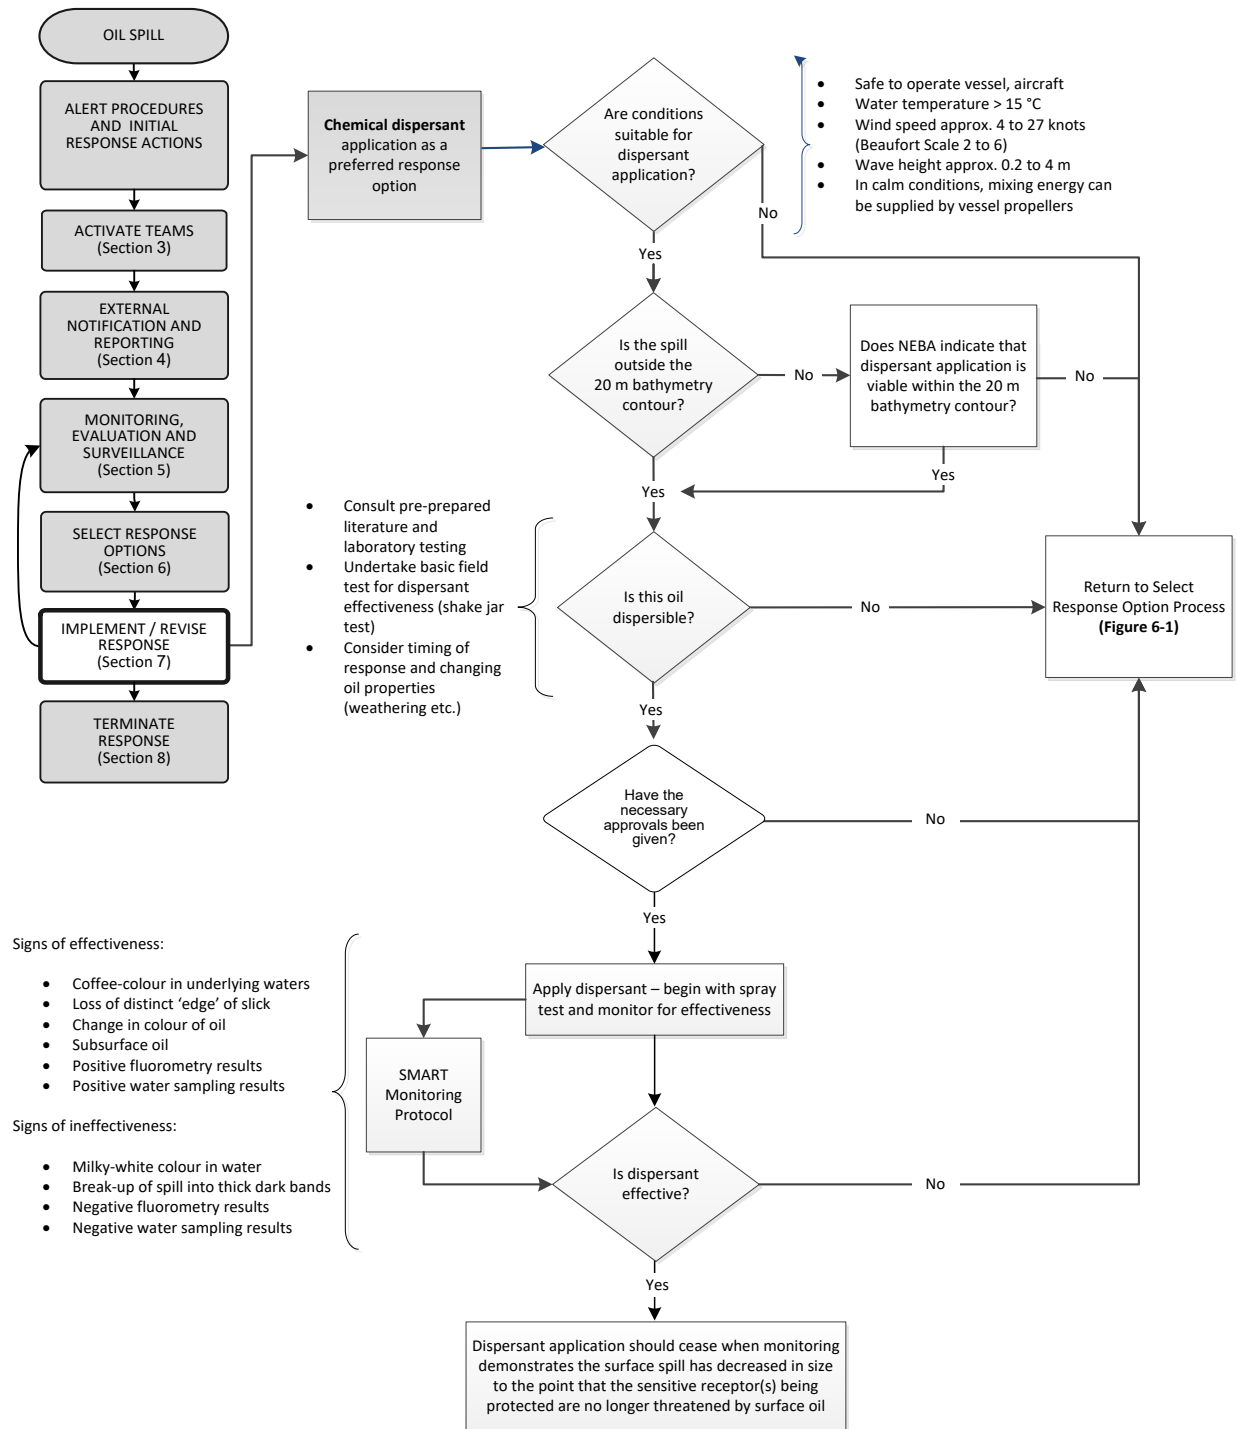 OIL SPILL
ALERT PROCEDURES
AND INITIAL
RESPONSE ACTIONS
ACTIVATE TEAMS
(Section 3)
EXTERNAL
NOTIFICATION AND
REPORTING
(Section 4)
MONITORING,
EVALUATION AND
SURVEILLANCE
(Section 5)
SELECT RESPONSE
OPTIONS
(Section 6)
IMPLEMENT / REVISE
RESPONSE
(Section 7)
TERMINATE
RESPONSE
(Section 8)
Chemical dispersant
application as a
preferred response
option
Are conditions
suitable for
dispersant
application?
• Safe to operate vessel, aircraft
• Water temperature > 15 °C
• Wind speed approx. 4 to 27 knots
(Beaufort Scale 2 to 6)
• Wave height approx. 0.2 to 4 m
• In calm conditions, mixing energy can
be supplied by vessel propellers
No
Yes
Is the spill
outside the
20 m bathymetry
contour?
No
Does NEBA indicate that
dispersant application is
viable within the 20 m
bathymetry contour?
No
Yes
Yes
• Consult pre-prepared
literature and
laboratory testing
• Undertake basic field
test for dispersant
effectiveness (shake jar
test)
• Consider timing of
response and changing
oil properties
(weathering etc.)
Is this oil
dispersible?
No
Return to Select
Response Option Process
(Figure 6-1)
Yes
Have the
necessary
approvals been
given?
No
Yes
Signs of effectiveness:
• Coffee-colour in underlying waters
• Loss of distinct ‘edge’ of slick
• Change in colour of oil
• Subsurface oil
• Positive fluorometry results
• Positive water sampling results
Signs of ineffectiveness:
• Milky-white colour in water
• Break-up of spill into thick dark bands
• Negative fluorometry results
• Negative water sampling results
Apply dispersant – begin with spray
test and monitor for effectiveness
SMART
Monitoring
Protocol
Is dispersant
effective?
No
Yes
Dispersant application should cease when monitoring
demonstrates the surface spill has decreased in size
to the point that the sensitive receptor(s) being
protected are no longer threatened by surface oil